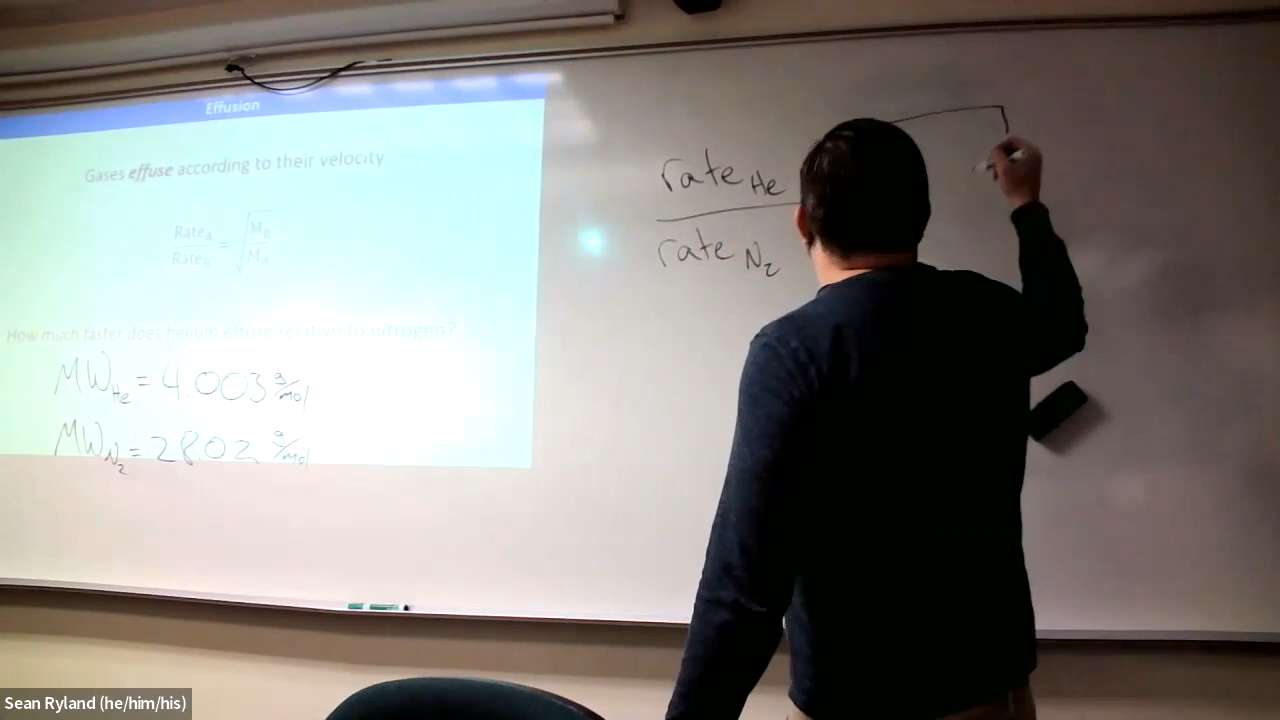 Effusion
Gases effuse according to their velocity
Rate_A / Rate_B = √(M_B / M_A)
How much faster does helium effuse relative to nitrogen?
MW_He = 4.003 g/mol
MW_N₂ = 28.02 g/mol
rate He
rate N₂
Sean Ryland (he/him/his)